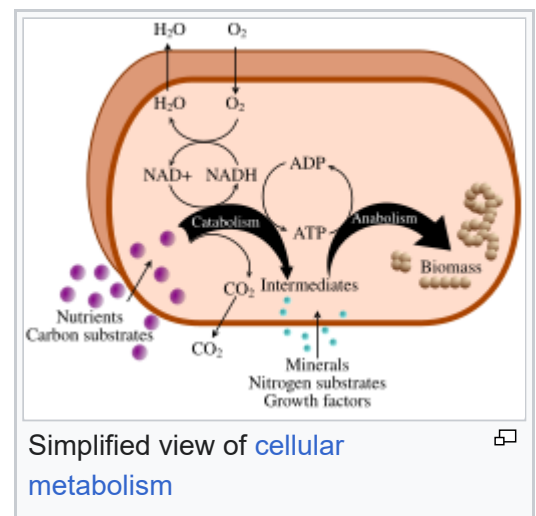 H₂O O₂
H₂O O₂
NAD+ NADH
ADP
Catabolism
ATP
Anabolism
Biomass
CO₂
Intermediates
Nutrients
Carbon substrates
CO₂
Minerals
Nitrogen substrates
Growth factors
Simplified view of cellular
metabolism